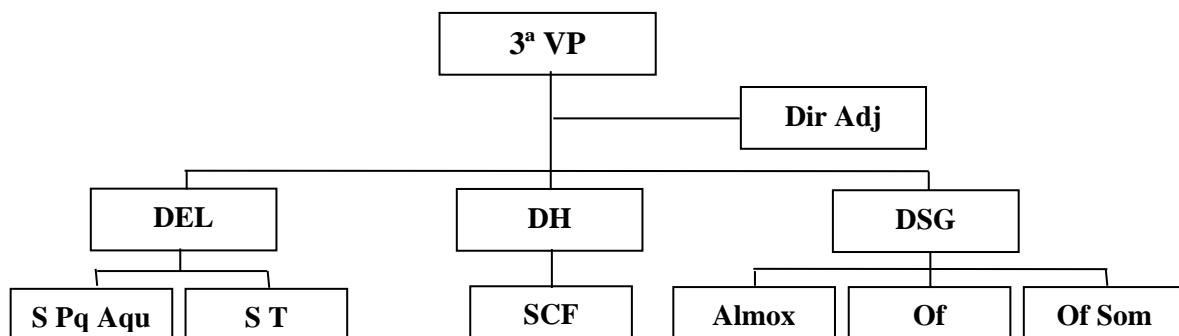 3ª VP
Dir Adj
DEL
DH
DSG
S Pq Aqu
S T
SCF
Almox
Of
Of Som